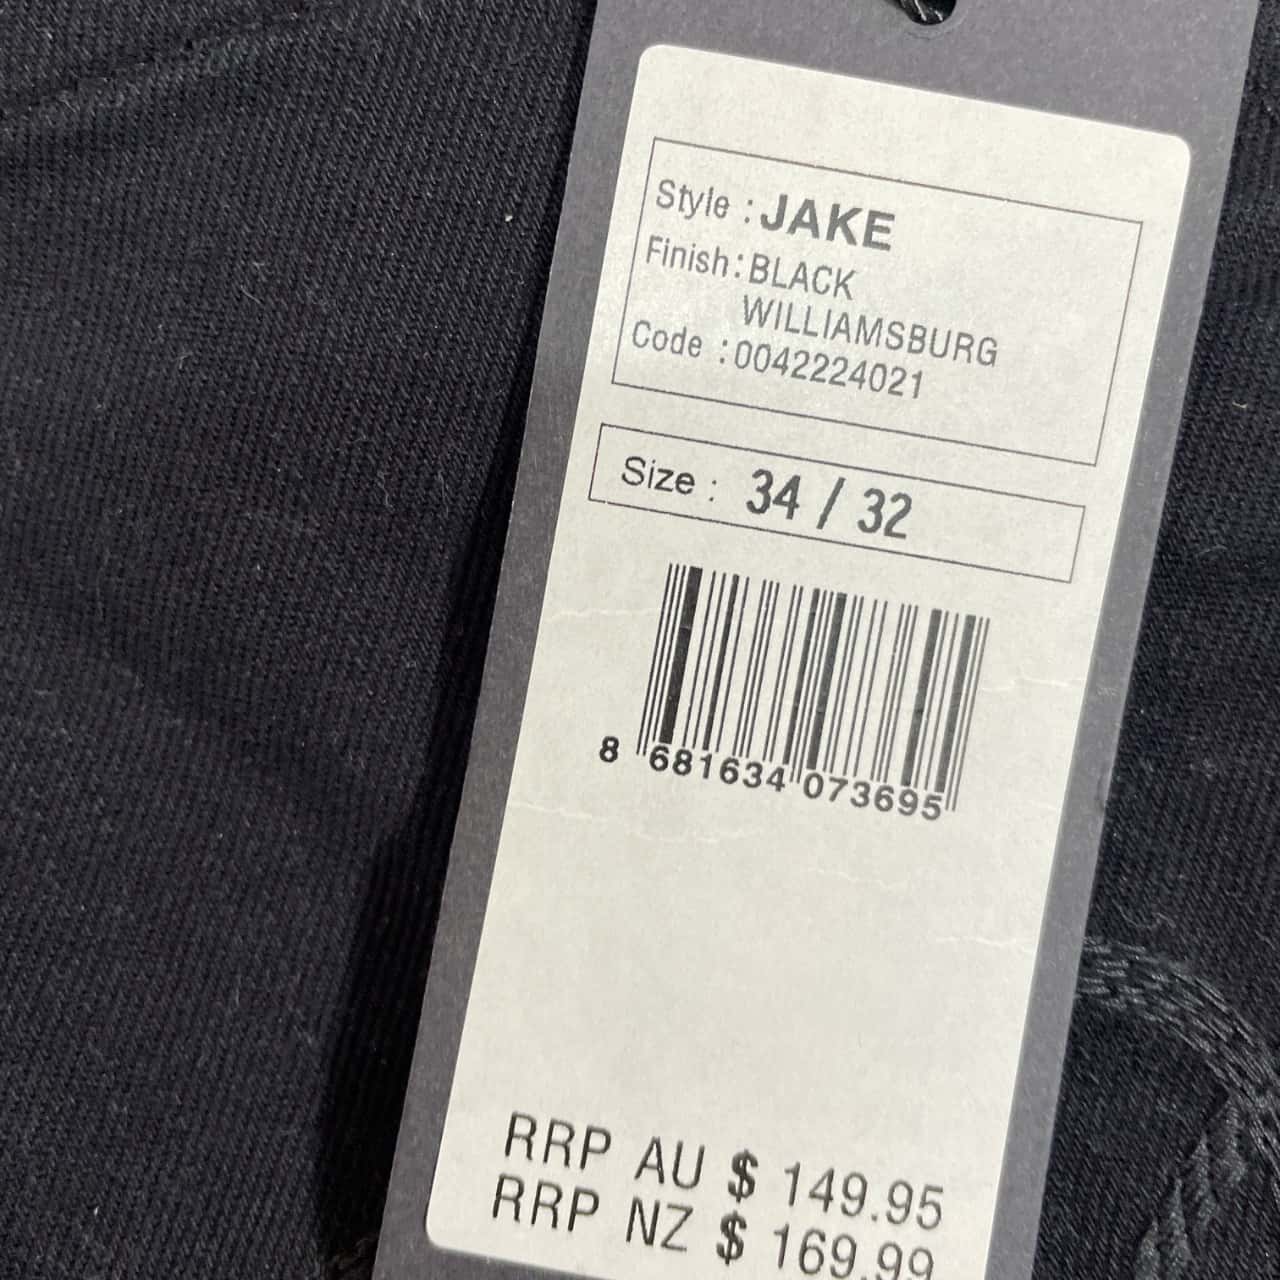 Style : JAKE
Finish: BLACK
WILLIAMSBURG
Code : 0042224021
Size : 34 / 32
8 681634 073695
RRP AU $ 149.95
RRP NZ $ 169.99